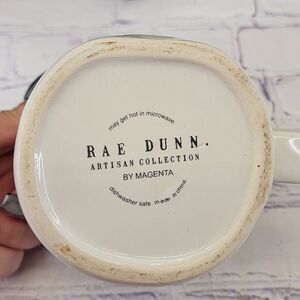 may get hot in microwave.
RAE DUNN.
ARTISAN COLLECTION
BY MAGENTA
dishwasher safe. made in china.